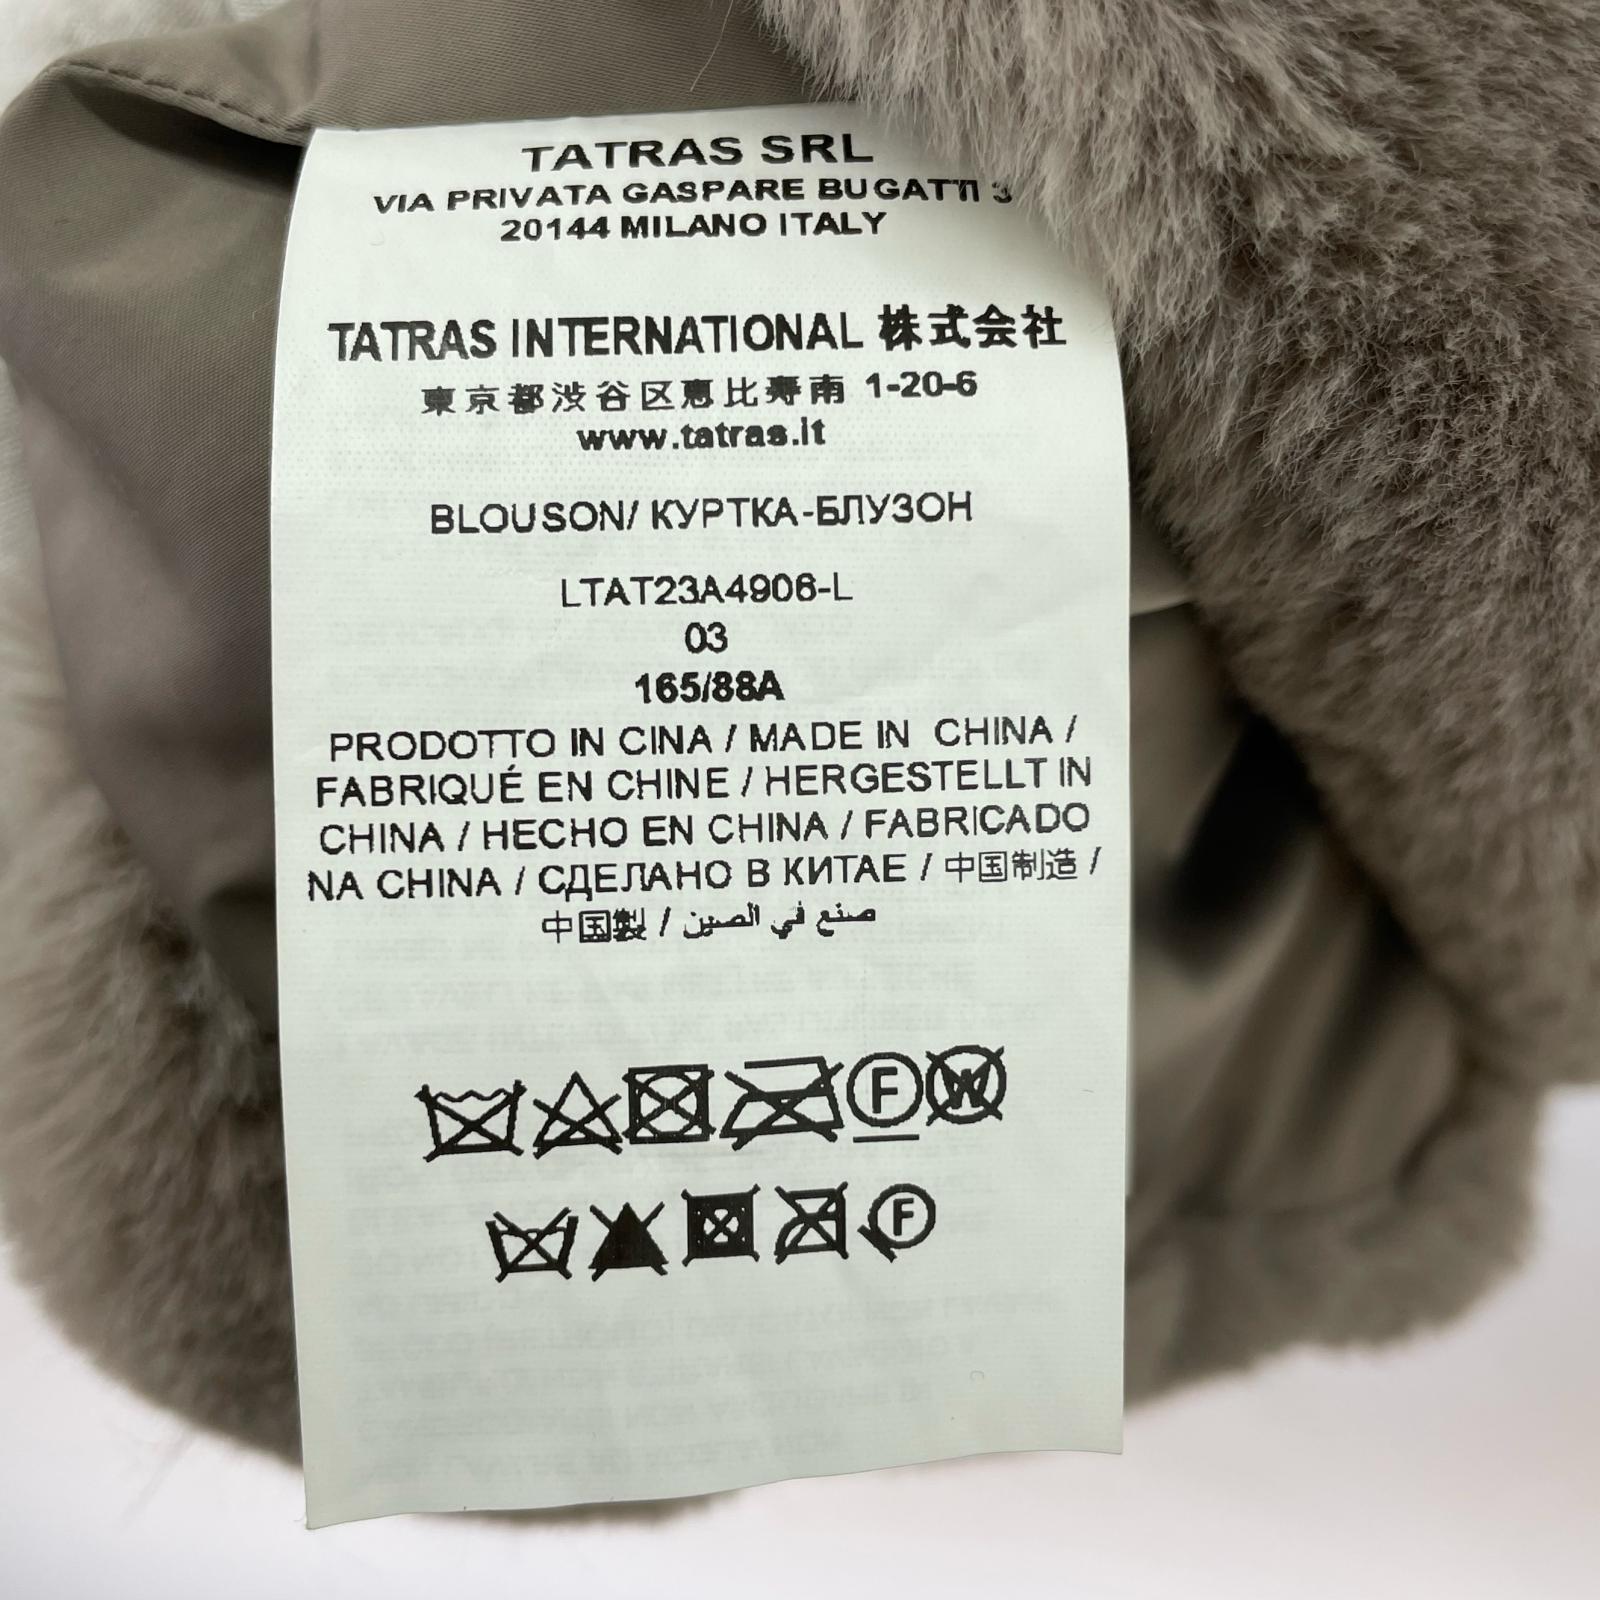 TATRAS SRL
VIA PRIVATA GASPARE BUGATTI 3
20144 MILANO ITALY
TATRAS INTERNATIONAL 株式会社
東京都渋谷区恵比寿南 1-20-6
www.tatras.it
BLOUSON/ КУРТКА-БЛУЗОН
LTAT23A4906-L
03
165/88A
PRODOTTO IN CINA / MADE IN CHINA /
FABRIQUÉ EN CHINE / HERGESTELLT IN
CHINA / HECHO EN CHINA / FABRICADO
NA CHINA / СДЕЛАНО В КИТАЕ / 中国制造 /
中国製 / صنع في الصين
F W
F